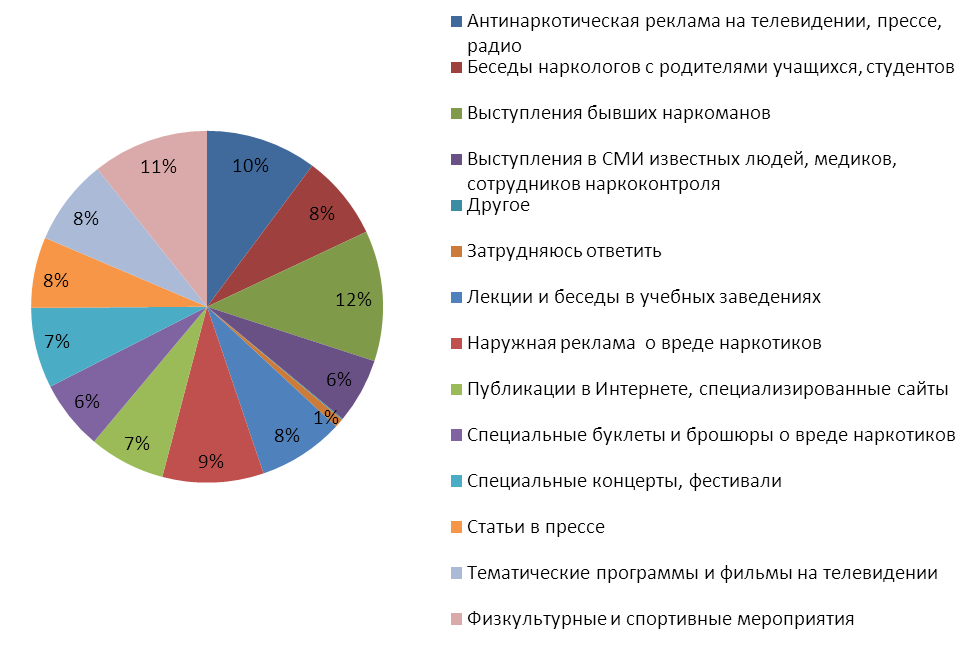 Антинаркотическая реклама на телевидении, прессе,
радио
Беседы наркологов с родителями учащихся, студентов
Выступления бывших наркоманов
Выступления в СМИ известных людей, медиков,
сотрудников наркоконтроля
Другое
Затрудняюсь ответить
Лекции и беседы в учебных заведениях
Наружная реклама о вреде наркотиков
Публикации в Интернете, специализированные сайты
Специальные буклеты и брошюры о вреде наркотиков
Специальные концерты, фестивали
Статьи в прессе
Тематические программы и фильмы на телевидении
Физкультурные и спортивные мероприятия
10%
8%
12%
6%
1%
8%
9%
7%
6%
7%
8%
8%
11%